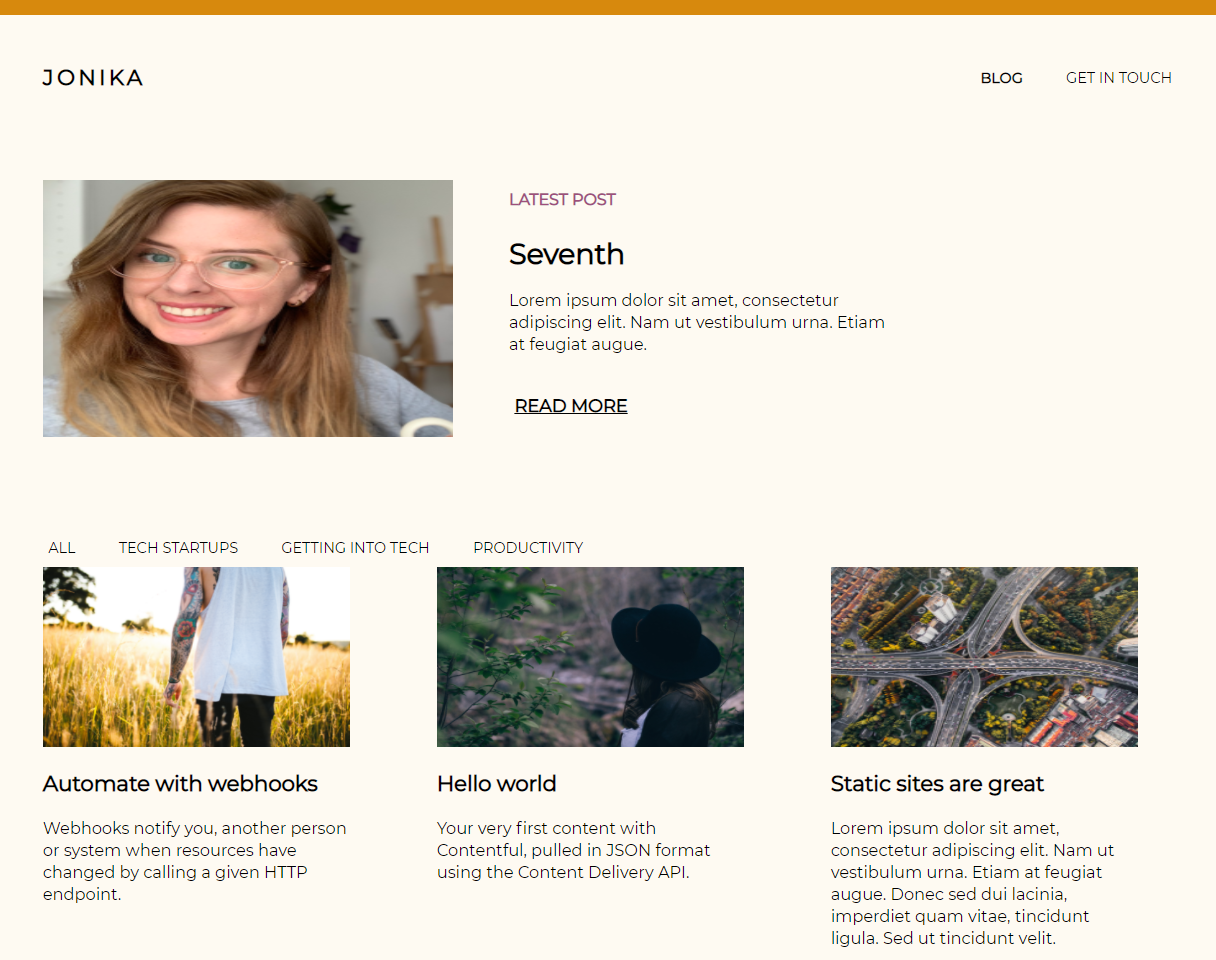 JONIKA
BLOG
GET IN TOUCH
LATEST POST
Seventh
Lorem ipsum dolor sit amet, consectetur
adipiscing elit. Nam ut vestibulum urna. Etiam
at feugiat augue.
READ MORE
ALL
TECH STARTUPS
GETTING INTO TECH
PRODUCTIVITY
Automate with webhooks
Webhooks notify you, another person
or system when resources have
changed by calling a given HTTP
endpoint.
Hello world
Your very first content with
Contentful, pulled in JSON format
using the Content Delivery API.
Static sites are great
Lorem ipsum dolor sit amet,
consectetur adipiscing elit. Nam ut
vestibulum urna. Etiam at feugiat
augue. Donec sed dui lacinia,
imperdiet quam vitae, tincidunt
ligula. Sed ut tincidunt velit.